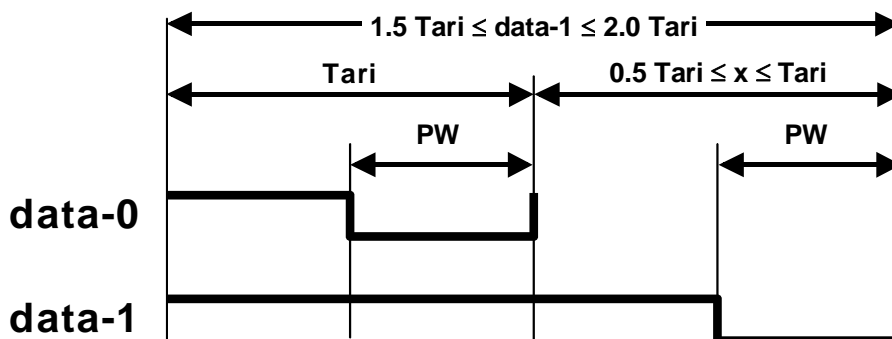 1.5 Tari ≤ data-1 ≤ 2.0 Tari
Tari
0.5 Tari ≤ x ≤ Tari
PW
PW
data-0
data-1